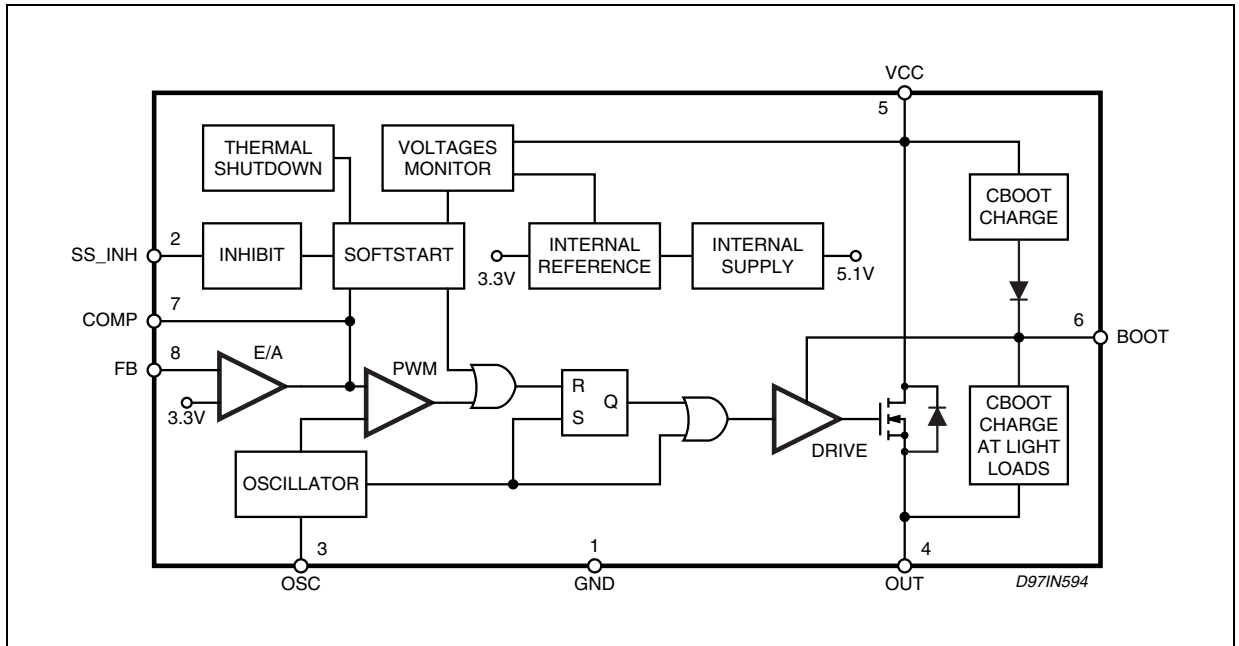 VCC
5
THERMAL
SHUTDOWN
VOLTAGES
MONITOR
CBOOT
CHARGE
SS_INH
2
INHIBIT
SOFTSTART
3.3V
INTERNAL
REFERENCE
INTERNAL
SUPPLY
5.1V
COMP
7
6
BOOT
FB
8
E/A
3.3V
PWM
R
S
Q
DRIVE
CBOOT
CHARGE
AT LIGHT
LOADS
OSCILLATOR
3
OSC
1
GND
4
OUT
D97IN594